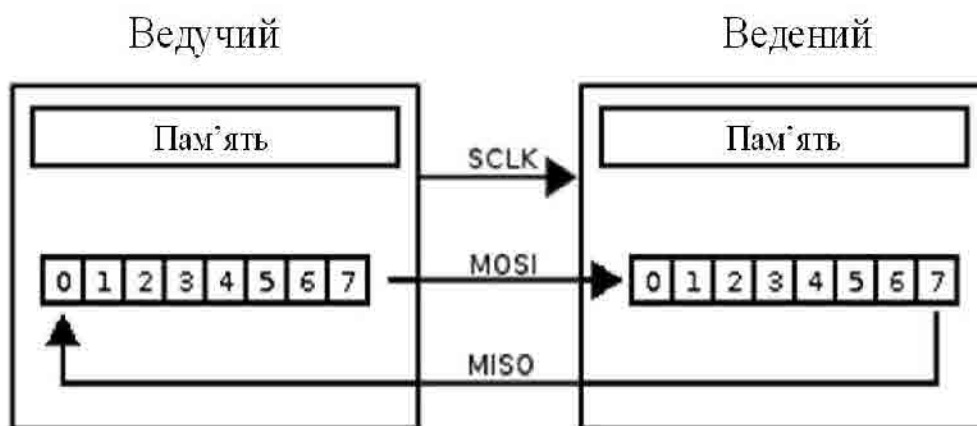 Ведучий Ведений
Пам'ять Пам'ять
SCLK
0 1 2 3 4 5 6 7 MOSI 0 1 2 3 4 5 6 7
MISO